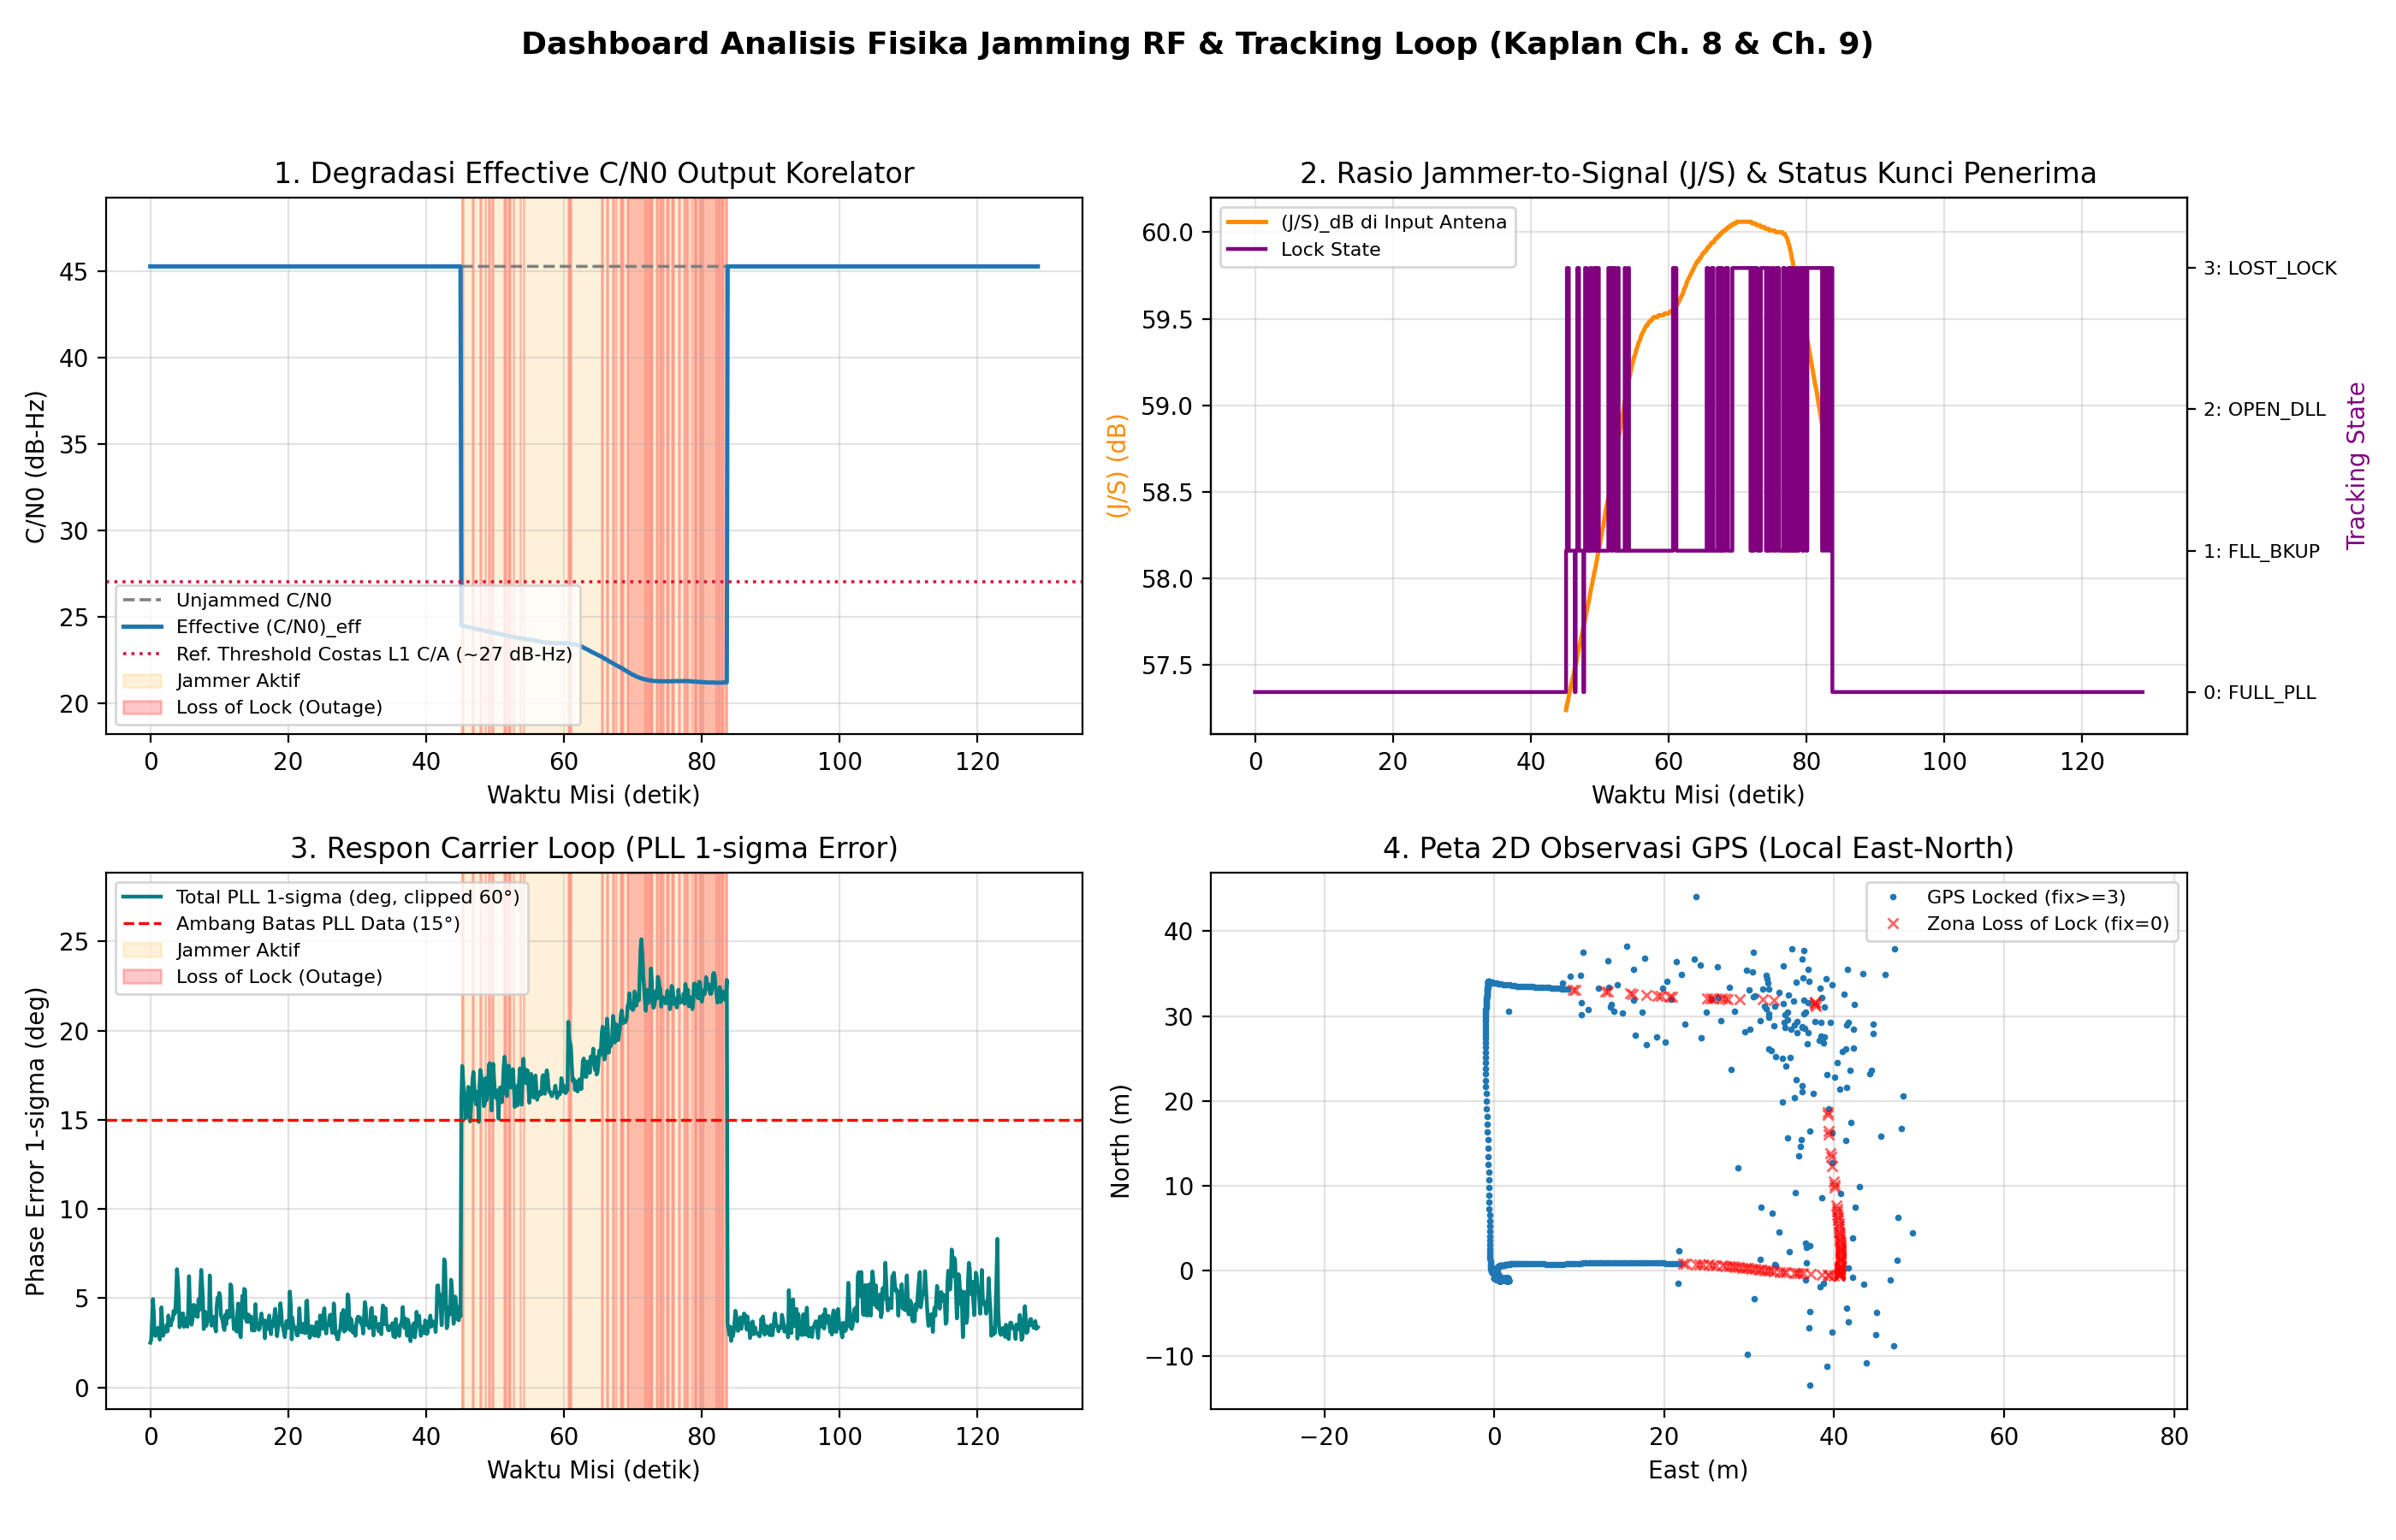 Dashboard Analisis Fisika Jamming RF & Tracking Loop (Kaplan Ch. 8 & Ch. 9)
1. Degradasi Effective C/N0 Output Korelator
C/N0 (dB-Hz)
45
40
35
30
25
20
Unjammed C/N0
Effective (C/N0)_eff
Ref. Threshold Costas L1 C/A (~27 dB-Hz)
Jammer Aktif
Loss of Lock (Outage)
0 20 40 60 80 100 120
Waktu Misi (detik)
2. Rasio Jammer-to-Signal (J/S) & Status Kunci Penerima
(J/S) (dB)
60.0
59.5
59.0
58.5
58.0
57.5
(J/S)_dB di Input Antena
Lock State
3: LOST_LOCK
2: OPEN_DLL
1: FLL_BKUP
0: FULL_PLL
Tracking State
0 20 40 60 80 100 120
Waktu Misi (detik)
3. Respon Carrier Loop (PLL 1-sigma Error)
Phase Error 1-sigma (deg)
25
20
15
10
5
0
Total PLL 1-sigma (deg, clipped 60°)
Ambang Batas PLL Data (15°)
Jammer Aktif
Loss of Lock (Outage)
0 20 40 60 80 100 120
Waktu Misi (detik)
4. Peta 2D Observasi GPS (Local East-North)
North (m)
40
30
20
10
0
−10
GPS Locked (fix>=3)
Zona Loss of Lock (fix=0)
−20 0 20 40 60 80
East (m)